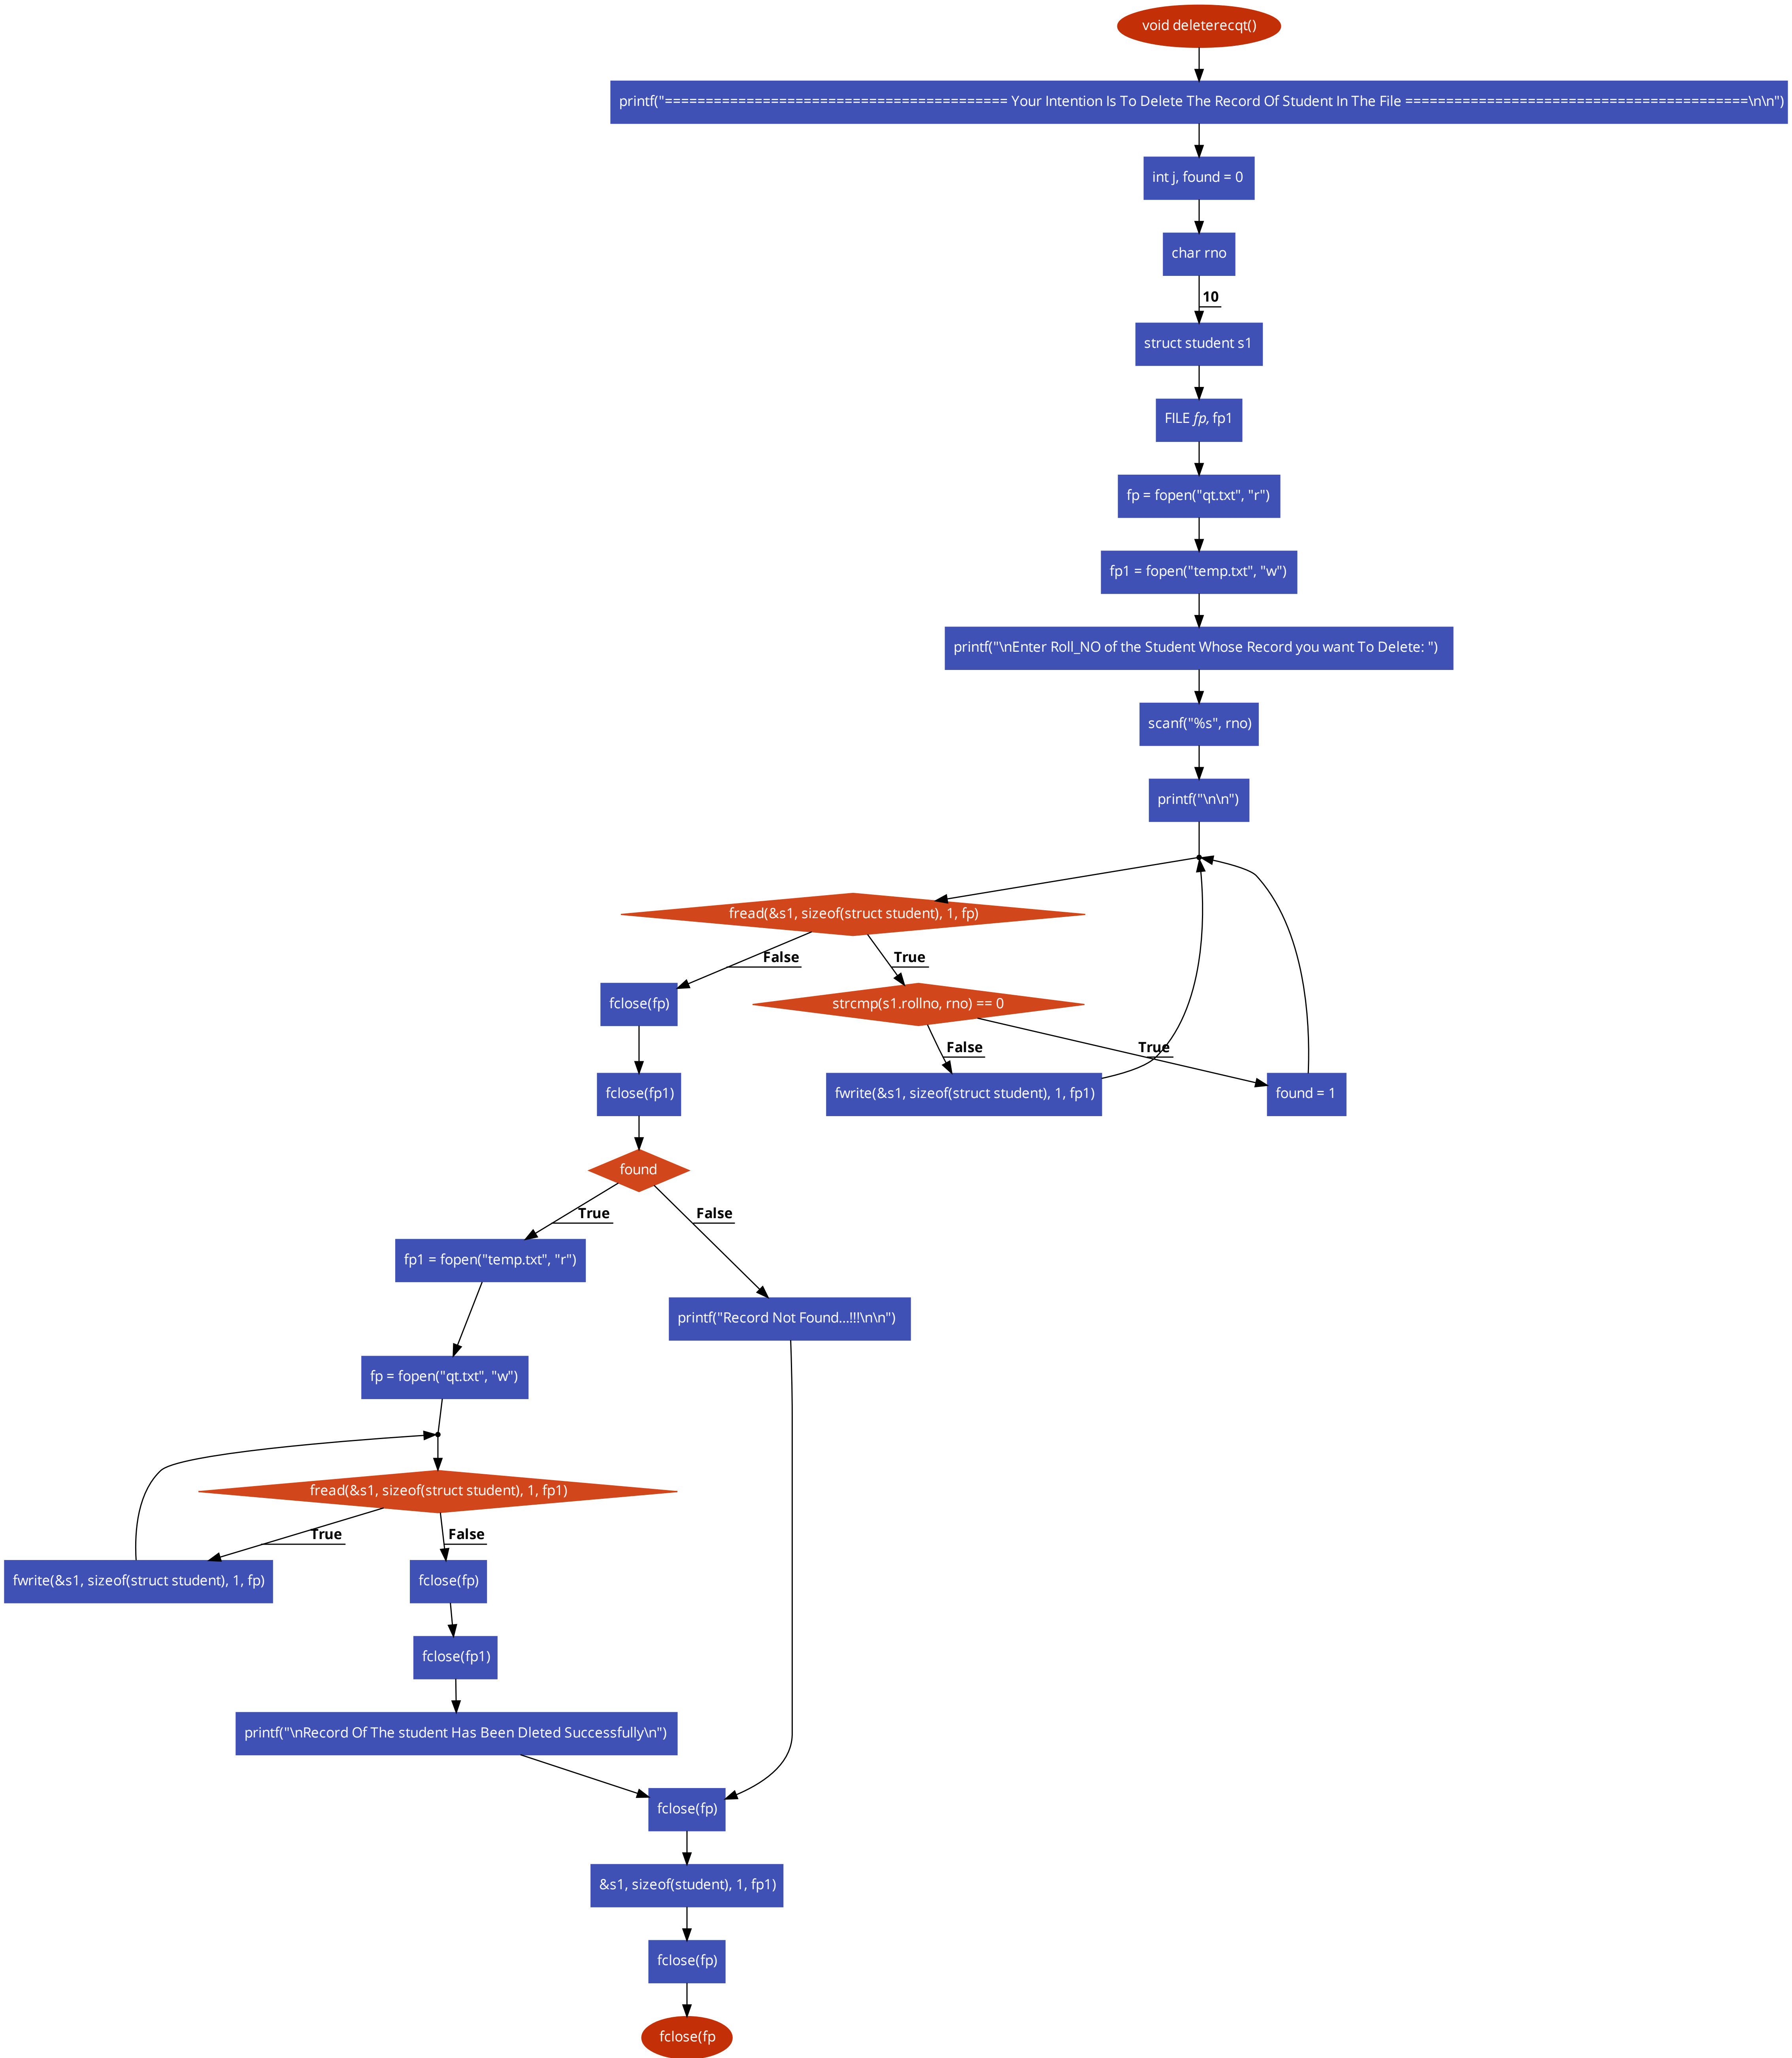 void deleterecqt()
printf("========================================== Your Intention Is To Delete The Record Of Student In The File ==========================================\n\n")
int j, found = 0
char rno
10
struct student s1
FILE fp, fp1
fp = fopen("qt.txt", "r")
fp1 = fopen("temp.txt", "w")
printf("\nEnter Roll_NO of the Student Whose Record you want To Delete: ")
scanf("%s", rno)
printf("\n\n")
fread(&s1, sizeof(struct student), 1, fp)
False
True
fclose(fp)
strcmp(s1.rollno, rno) == 0
False
True
fclose(fp1)
fwrite(&s1, sizeof(struct student), 1, fp1)
found = 1
found
True
False
fp1 = fopen("temp.txt", "r")
printf("Record Not Found...!!!\n\n")
fp = fopen("qt.txt", "w")
fread(&s1, sizeof(struct student), 1, fp1)
True
False
fwrite(&s1, sizeof(struct student), 1, fp)
fclose(fp)
fclose(fp1)
printf("\nRecord Of The student Has Been Dleted Successfully\n")
fclose(fp)
&s1, sizeof(student), 1, fp1)
fclose(fp)
fclose(fp